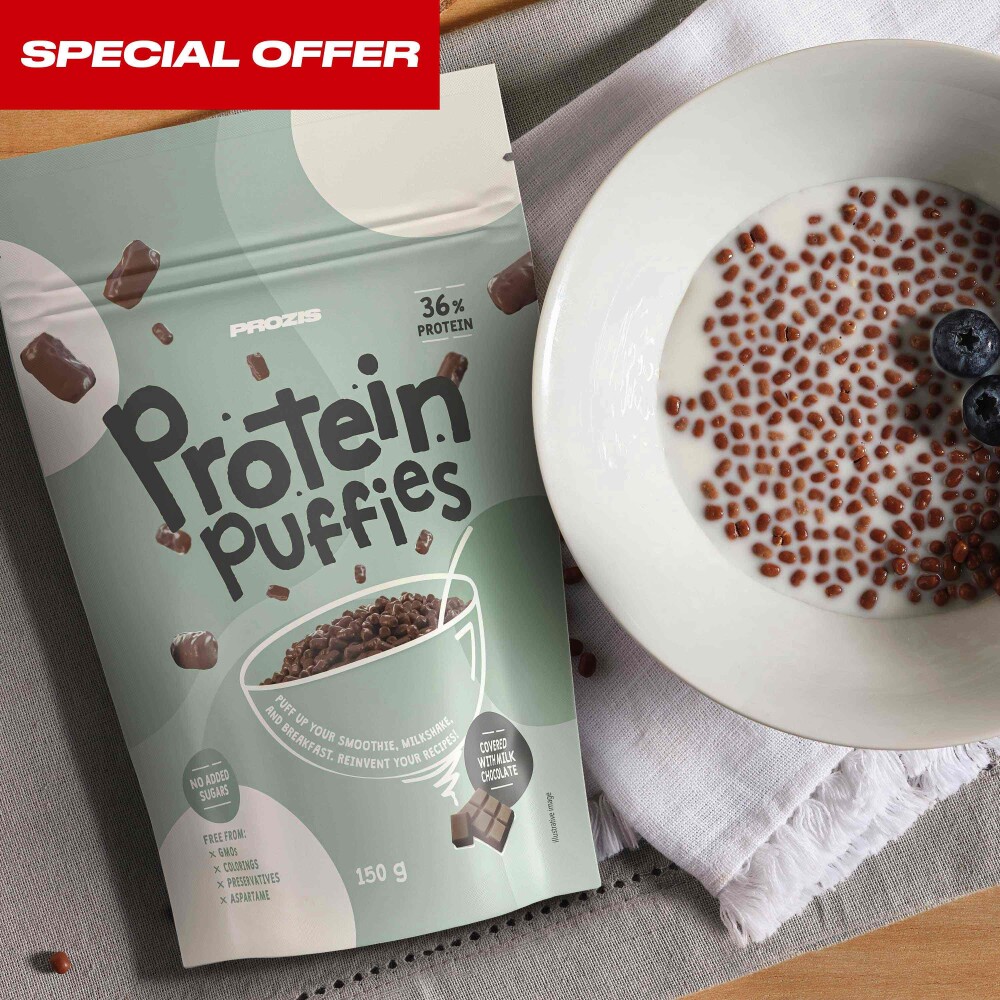 SPECIAL OFFER
PROZIS
36%
PROTEIN
Protein
Puffies
PUFF UP YOUR SMOOTHIE, MILKSHAKE,
AND BREAKFAST. REINVENT YOUR RECIPES!
COVERED
WITH MILK
CHOCOLATE
NO ADDED
SUGARS
FREE FROM:
× GMOs
× COLORINGS
× PRESERVATIVES
× ASPARTAME
150 g
Illustrative image